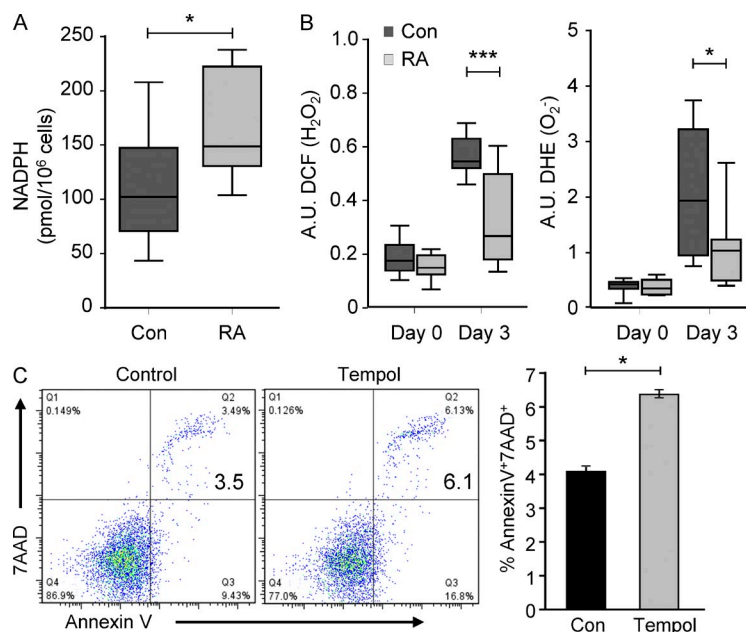 A
NADPH
(pmol/10⁶ cells)
250
200
150
100
50
0
*
Con
RA
B
Con
RA
A.U. DCF (H₂O₂)
1.0
0.8
0.6
0.4
0.2
0
***
Day 0
Day 3
A.U. DHE (O₂⁻)
5
4
3
2
1
0
*
Day 0
Day 3
C
Control
Tempol
7AAD
Q1
0.149%
Q2
3.49%
3.5
Q4
86.9%
Q3
9.43%
Q1
0.126%
Q2
6.13%
6.1
Q4
77.0%
Q3
16.8%
Annexin V
% AnnexinV⁺7AAD⁺
7
6
5
4
3
2
1
0
*
Con
Tempol